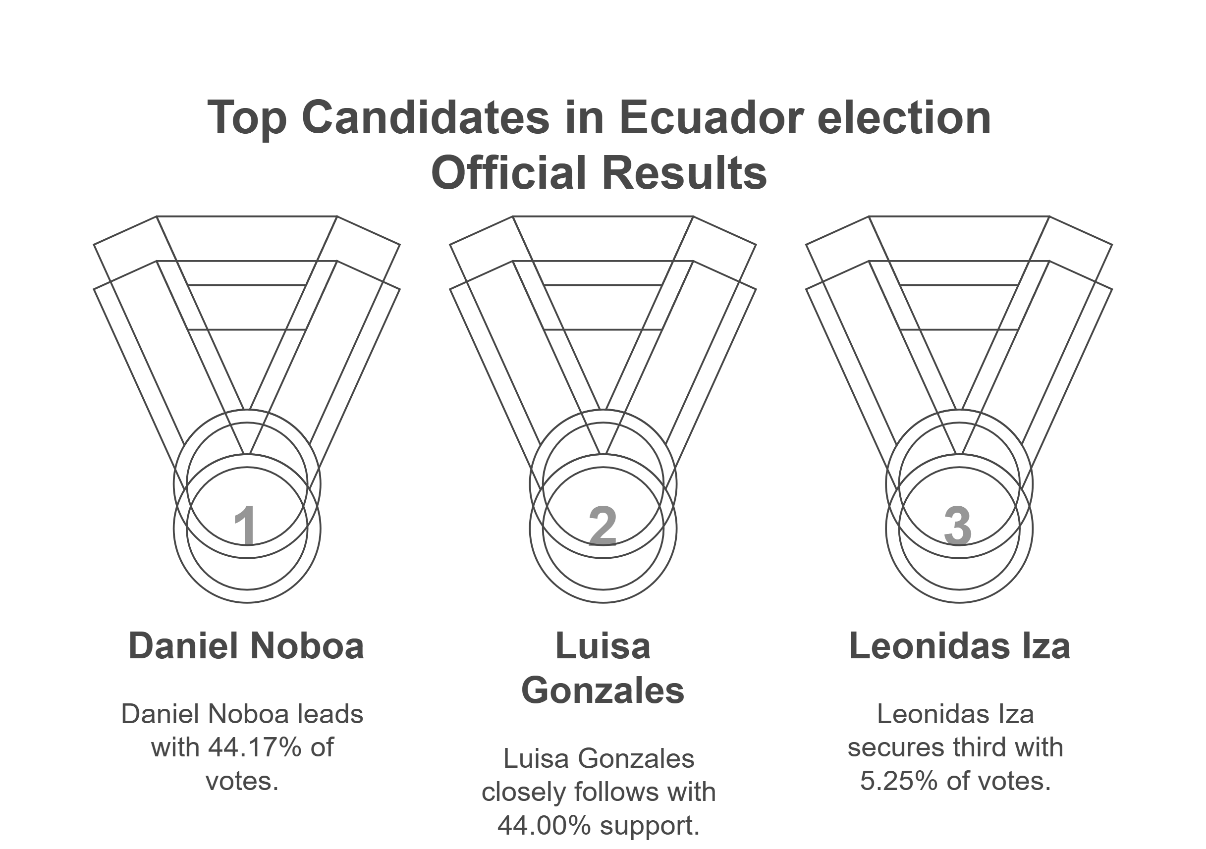 Top Candidates in Ecuador election
Official Results
1
2
3
Daniel Noboa
Daniel Noboa leads
with 44.17% of
votes.
Luisa
Gonzales
Luisa Gonzales
closely follows with
44.00% support.
Leonidas Iza
Leonidas Iza
secures third with
5.25% of votes.